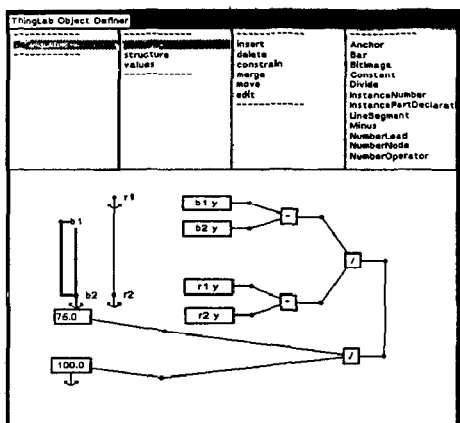 ThingLab Object Definer
structure
values
insert
delete
constrain
merge
move
edit
Anchor
Bar
BitImage
Constant
Divide
InstanceNumber
InstancePartDeclarati
LineSegment
Minus
NumberLead
NumberNode
NumberOperator
r1
b1
b1 y
b2 y
-
/
b2
r2
r1 y
r2 y
-
75.0
/
100.0